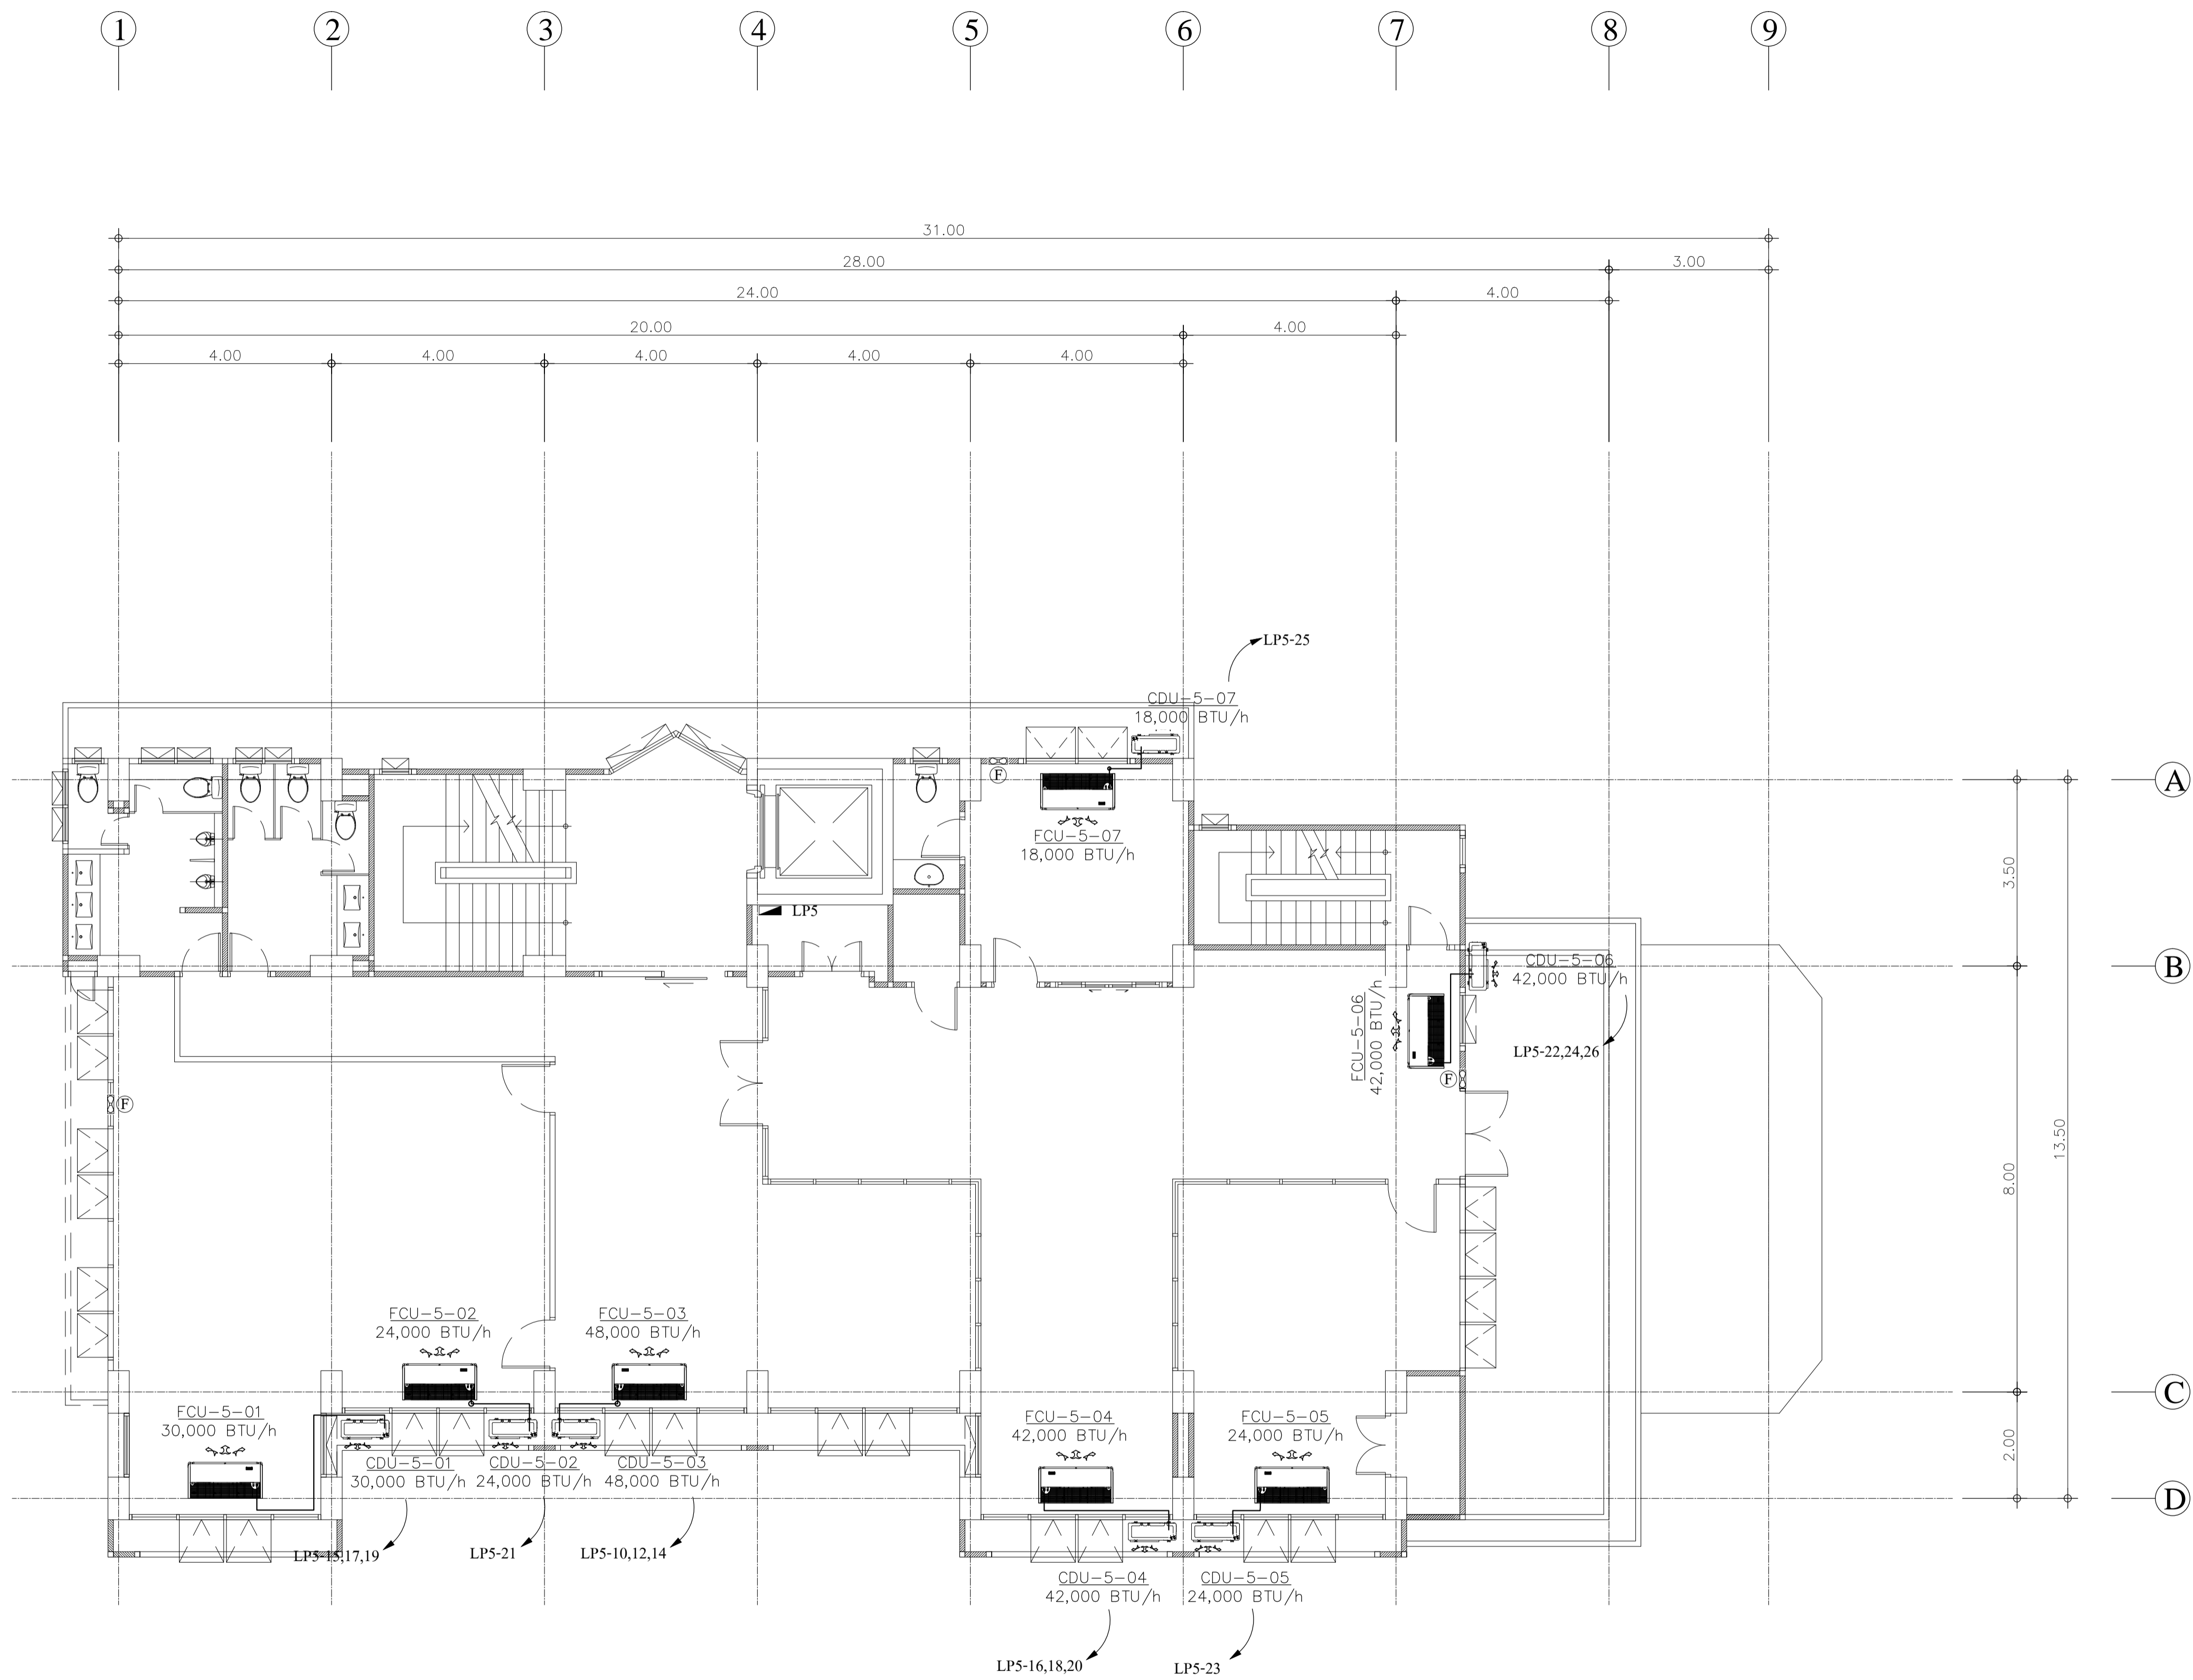 1 2 3 4 5 6 7 8 9
31.00
28.00 3.00
24.00 4.00
20.00 4.00
4.00 4.00 4.00 4.00 4.00
LP5-25
CDU-5-07
18,000 BTU/h
F
A
FCU-5-07
18,000 BTU/h
3.50
LP5
B
CDU-5-06
42,000 BTU/h
FCU-5-06
42,000 BTU/h
LP5-22,24,26
F
F
13.50
8.00
FCU-5-02
24,000 BTU/h
FCU-5-03
48,000 BTU/h
C
FCU-5-01
30,000 BTU/h
FCU-5-04
42,000 BTU/h
FCU-5-05
24,000 BTU/h
2.00
CDU-5-01
30,000 BTU/h
CDU-5-02
24,000 BTU/h
CDU-5-03
48,000 BTU/h
D
LP5-15,17,19
LP5-21
LP5-10,12,14
CDU-5-04
42,000 BTU/h
CDU-5-05
24,000 BTU/h
LP5-16,18,20
LP5-23